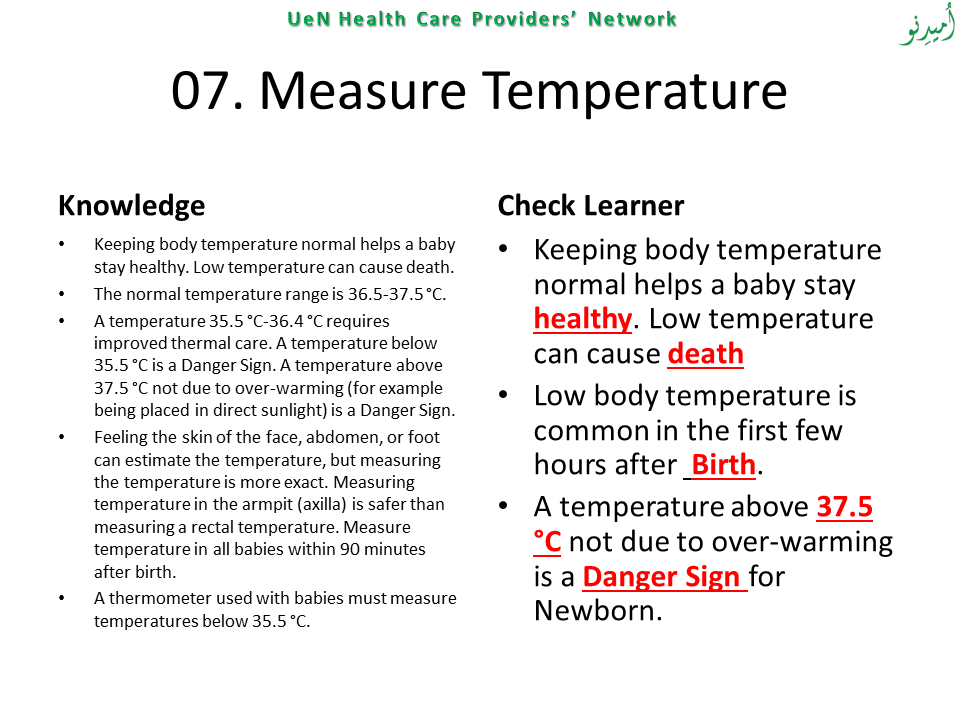 UeN Health Care Providers’ Network
اُمیدِنو
07. Measure Temperature
Knowledge
• Keeping body temperature normal helps a baby
stay healthy. Low temperature can cause death.
• The normal temperature range is 36.5-37.5 °C.
• A temperature 35.5 °C-36.4 °C requires
improved thermal care. A temperature below
35.5 °C is a Danger Sign. A temperature above
37.5 °C not due to over-warming (for example
being placed in direct sunlight) is a Danger Sign.
• Feeling the skin of the face, abdomen, or foot
can estimate the temperature, but measuring
the temperature is more exact. Measuring
temperature in the armpit (axilla) is safer than
measuring a rectal temperature. Measure
temperature in all babies within 90 minutes
after birth.
• A thermometer used with babies must measure
temperatures below 35.5 °C.
Check Learner
• Keeping body temperature
normal helps a baby stay
healthy. Low temperature
can cause death
• Low body temperature is
common in the first few
hours after Birth.
• A temperature above 37.5
°C not due to over-warming
is a Danger Sign for
Newborn.